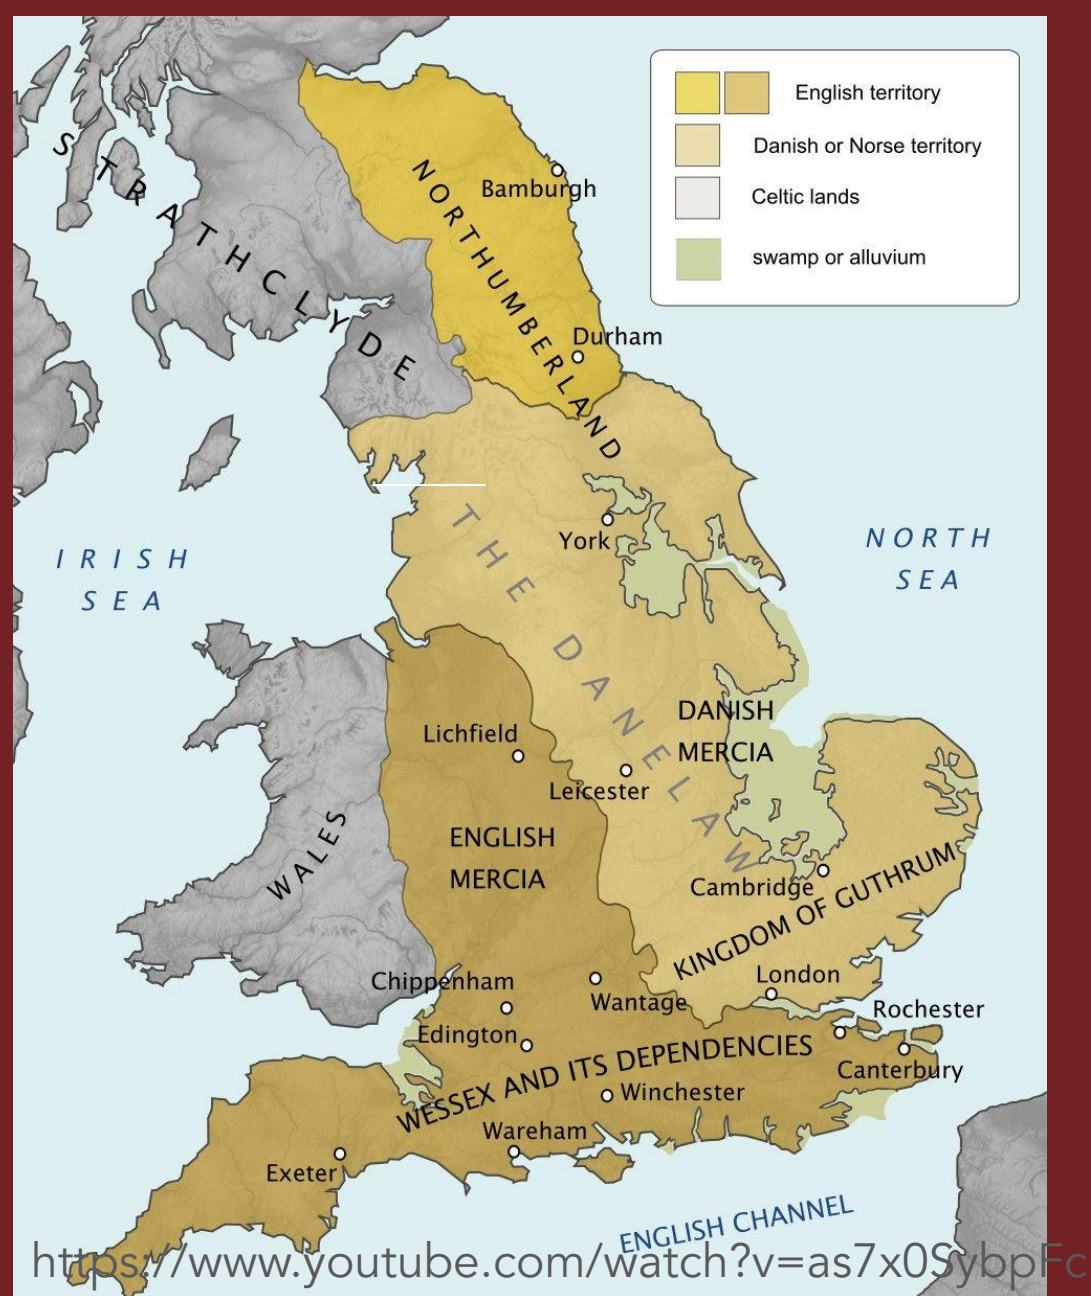 English territory
Danish or Norse territory
Celtic lands
swamp or alluvium
STRATHCLYDE
NORTHUMBERLAND
Bamburgh
Durham
IRISH
SEA
NORTH
SEA
York
THE DANELAW
DANISH
MERCIA
Lichfield
Leicester
ENGLISH
MERCIA
WALES
Cambridge
KINGDOM OF GUTHRUM
Chippenham
Wantage
London
Rochester
Edington
WESSEX AND ITS DEPENDENCIES
Canterbury
Winchester
Wareham
Exeter
ENGLISH CHANNEL
https://www.youtube.com/watch?v=as7x0SybpFc